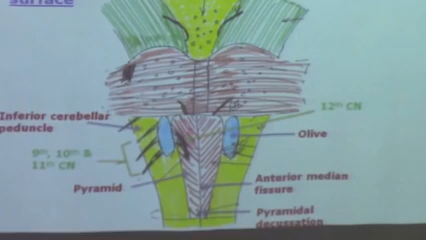 surface
12th CN
Inferior cerebellar
peduncle
Olive
9th, 10th &
11th CN
Pyramid
Anterior median
fissure
Pyramidal
decussation